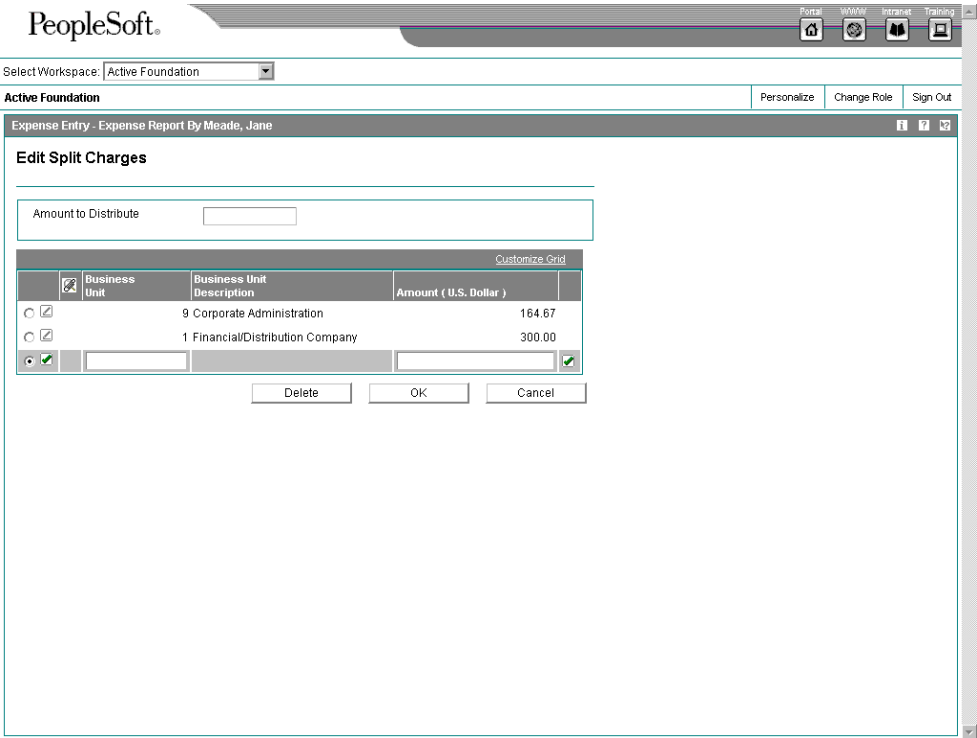 PeopleSoft.
Portal WWW Intranet Training
Select Workspace: Active Foundation
Active Foundation Personalize Change Role Sign Out
Expense Entry - Expense Report By Meade, Jane
Edit Split Charges
Amount to Distribute
Customize Grid
Business Unit Business Unit Description Amount ( U.S. Dollar )
9 Corporate Administration 164.67
1 Financial/Distribution Company 300.00
Delete OK Cancel